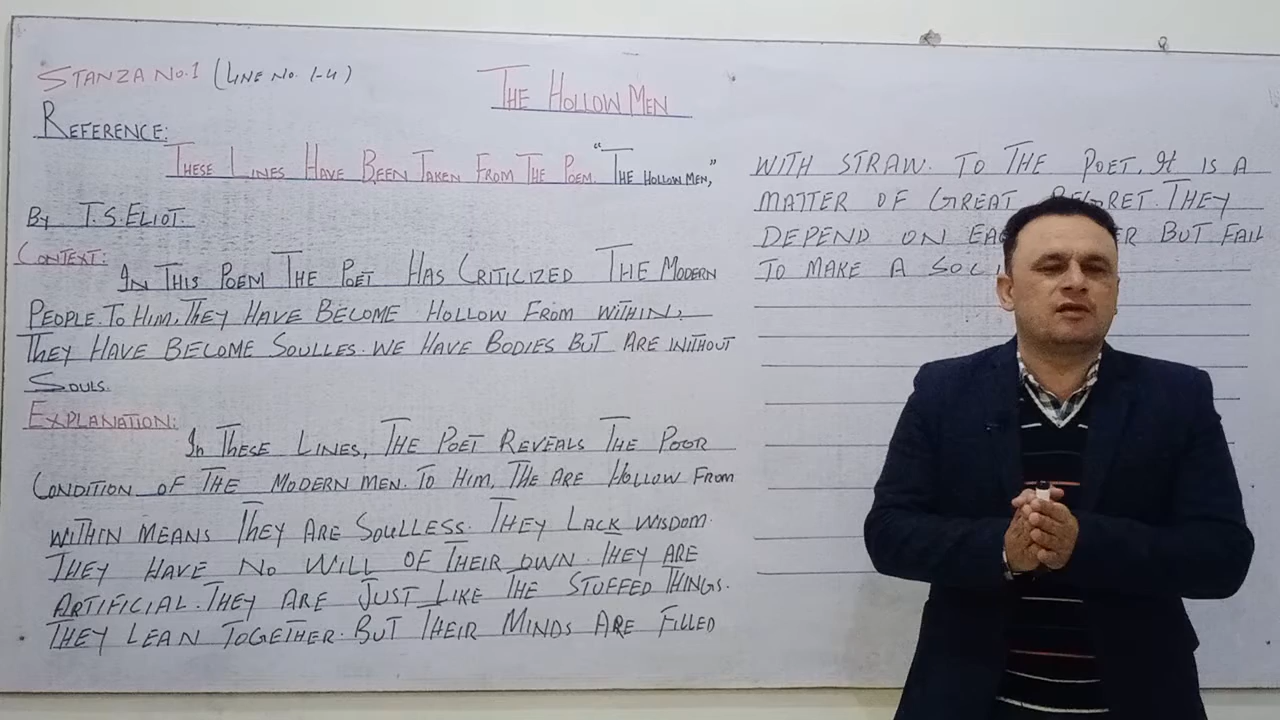 STANZA NO.1 (LINE NO. 1-4)
THE HOLLOW MEN
REFERENCE:
THESE LINES HAVE BEEN TAKEN FROM THE POEM. "THE HOLLOW MEN,"
By T.S.ELIOT.
CONTEXT:
IN THIS POEM THE POET HAS CRITICIZED THE MODERN
PEOPLE. TO HIM, THEY HAVE BECOME HOLLOW FROM WITHIN,
THEY HAVE BECOME SOULLES. WE HAVE BODIES BUT ARE WITHOUT
SOULS.
EXPLANATION:
In THESE LINES, THE POET REVEALS THE POOR
CONDITION OF THE MODERN MEN. TO HIM, THE ARE HOLLOW FROM
WITHIN MEANS THEY ARE SOULLESS. THEY LACK WISDOM.
THEY HAVE NO WILL OF THEIR OWN. THEY ARE
ARTIFICIAL. THEY ARE JUST LIKE THE STUFFED THINGS.
THEY LEAN TOGETHER. BUT THEIR MINDS ARE FILLED
WITH STRAW. TO THE POET, It IS A
MATTER OF GREAT REGRET. THEY
DEPEND ON BUT FAIL
TO MAKE A